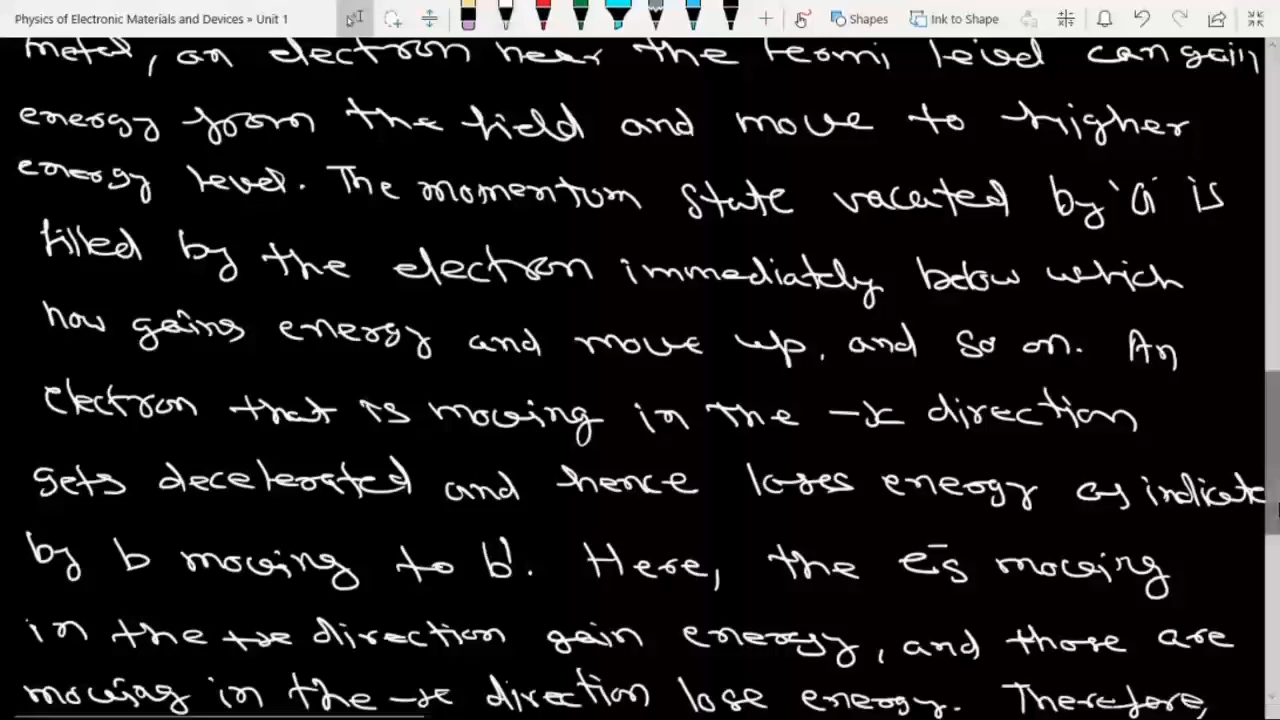 Physics of Electronic Materials and Devices » Unit 1
Shapes
Ink to Shape
metal, an electron near the Fermi level can gain
energy from the field and move to higher
energy level. The momentum state vacated by 'a' is
filled by the electron immediately below which
now gains energy and move up, and so on. An
electron that is moving in the -x direction
gets decelerated and hence loses energy as indicate
by b moving to b'. Here, the e⁻s moving
in the +x direction gain energy, and those are
moving in the -x direction lose energy. Therefore,